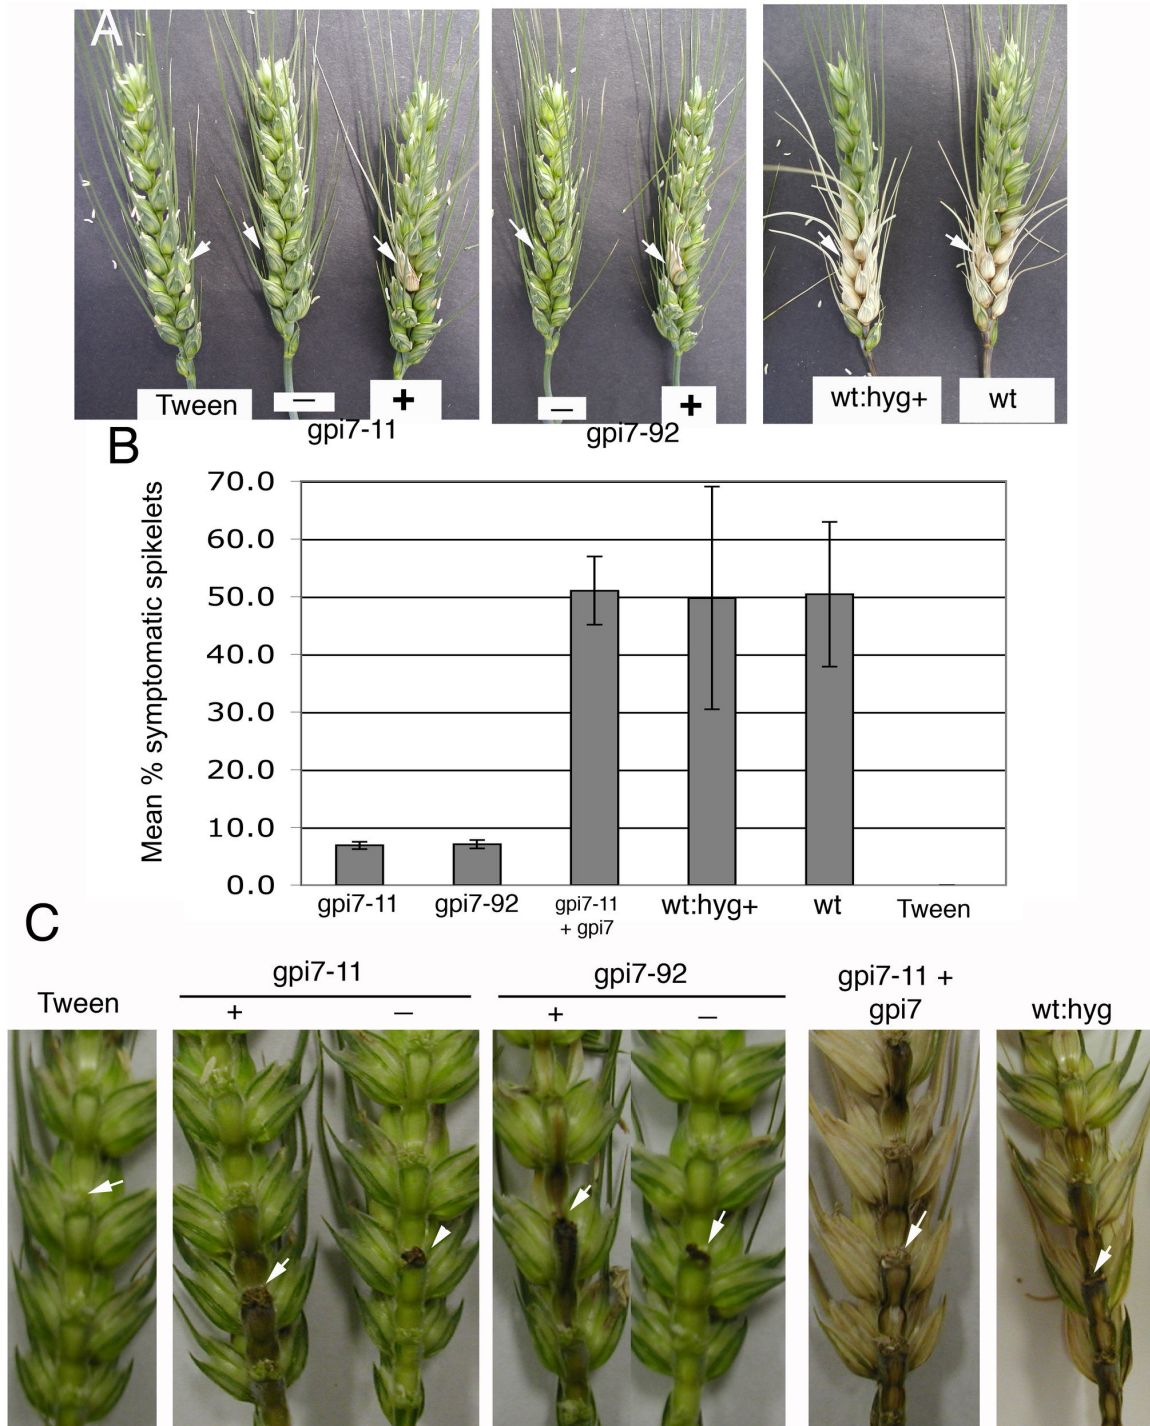 A
Tween
–
+
gpi7-11
–
+
gpi7-92
wt:hyg+
wt
B
Mean % symptomatic spikelets
70.0
60.0
50.0
40.0
30.0
20.0
10.0
0.0
gpi7-11
gpi7-92
gpi7-11
+ gpi7
wt:hyg+
wt
Tween
C
Tween
gpi7-11
+
–
gpi7-92
+
–
gpi7-11 +
gpi7
wt:hyg